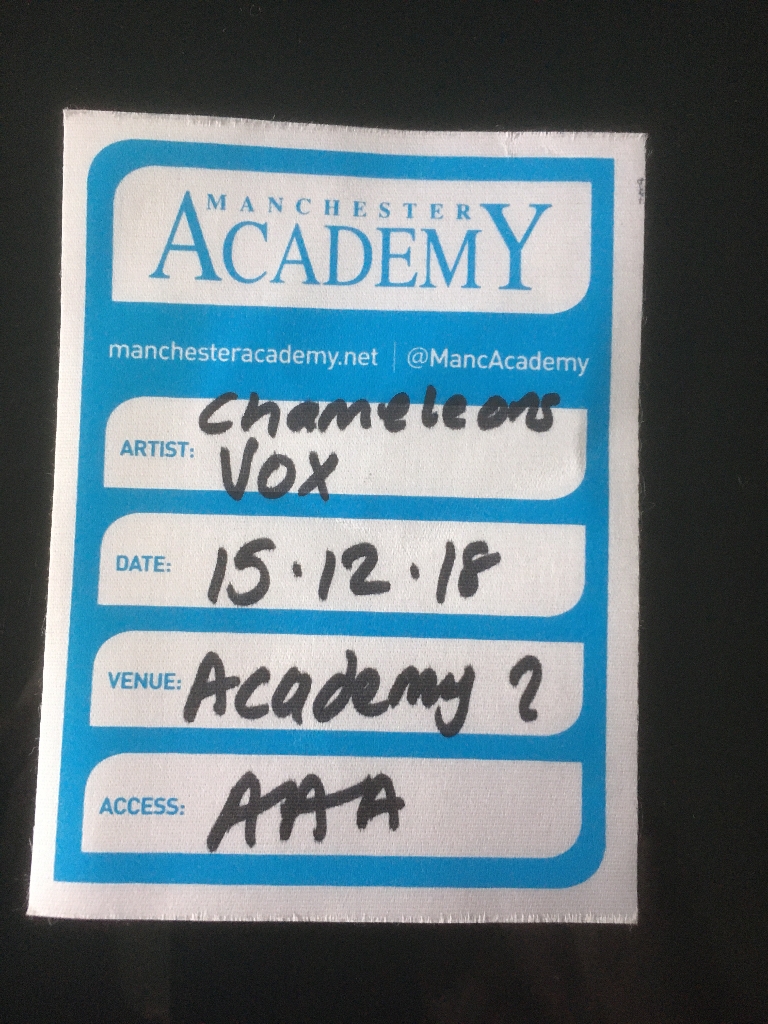 MANCHESTER
ACADEMY
manchesteracademy.net | @MancAcademy
chameleons
ARTIST: VOX
DATE: 15.12.18
VENUE: Academy 2
ACCESS: AAA